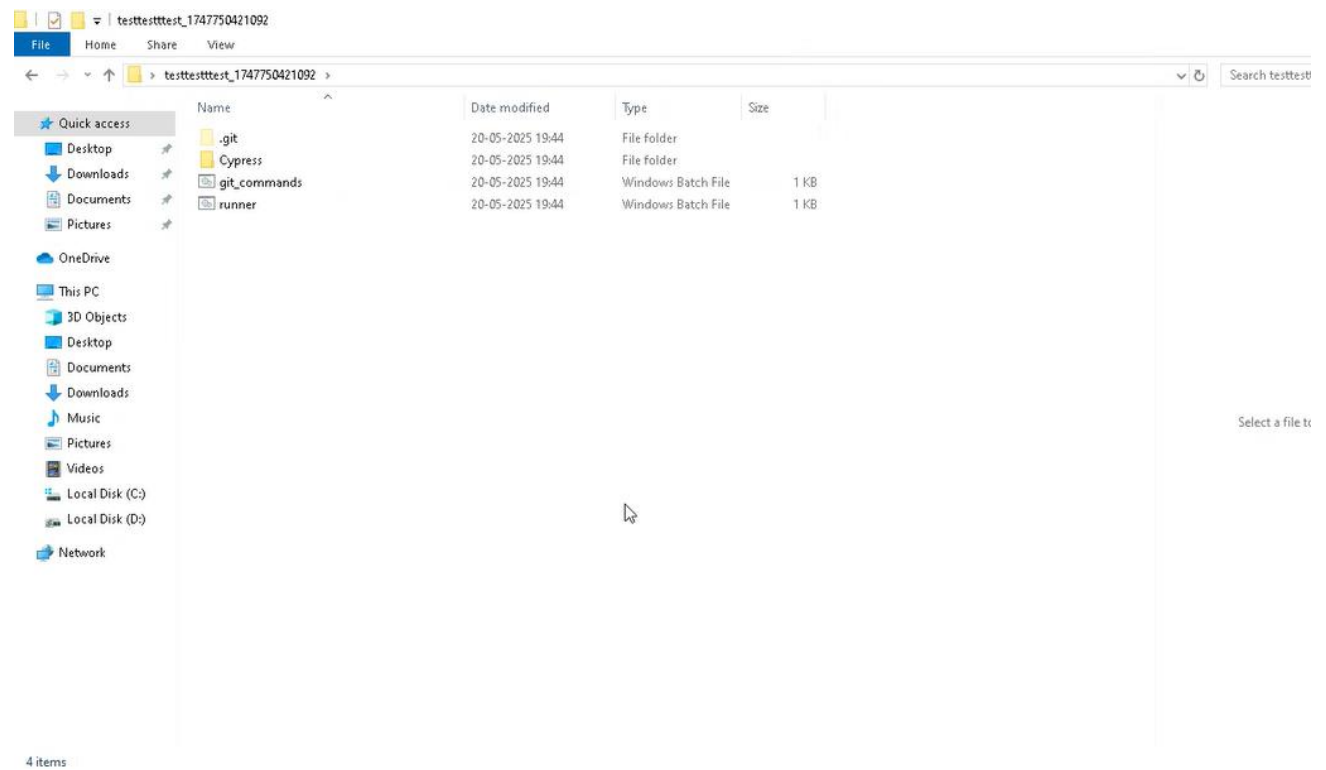 testtestttest_1747750421092
File Home Share View
testtestttest_1747750421092
Search testtestt
Name Date modified Type Size
Quick access
Desktop
Downloads
Documents
Pictures
OneDrive
This PC
3D Objects
Desktop
Documents
Downloads
Music
Pictures
Videos
Local Disk (C:)
Local Disk (D:)
Network
.git 20-05-2025 19:44 File folder
Cypress 20-05-2025 19:44 File folder
git_commands 20-05-2025 19:44 Windows Batch File 1 KB
runner 20-05-2025 19:44 Windows Batch File 1 KB
Select a file to
4 items